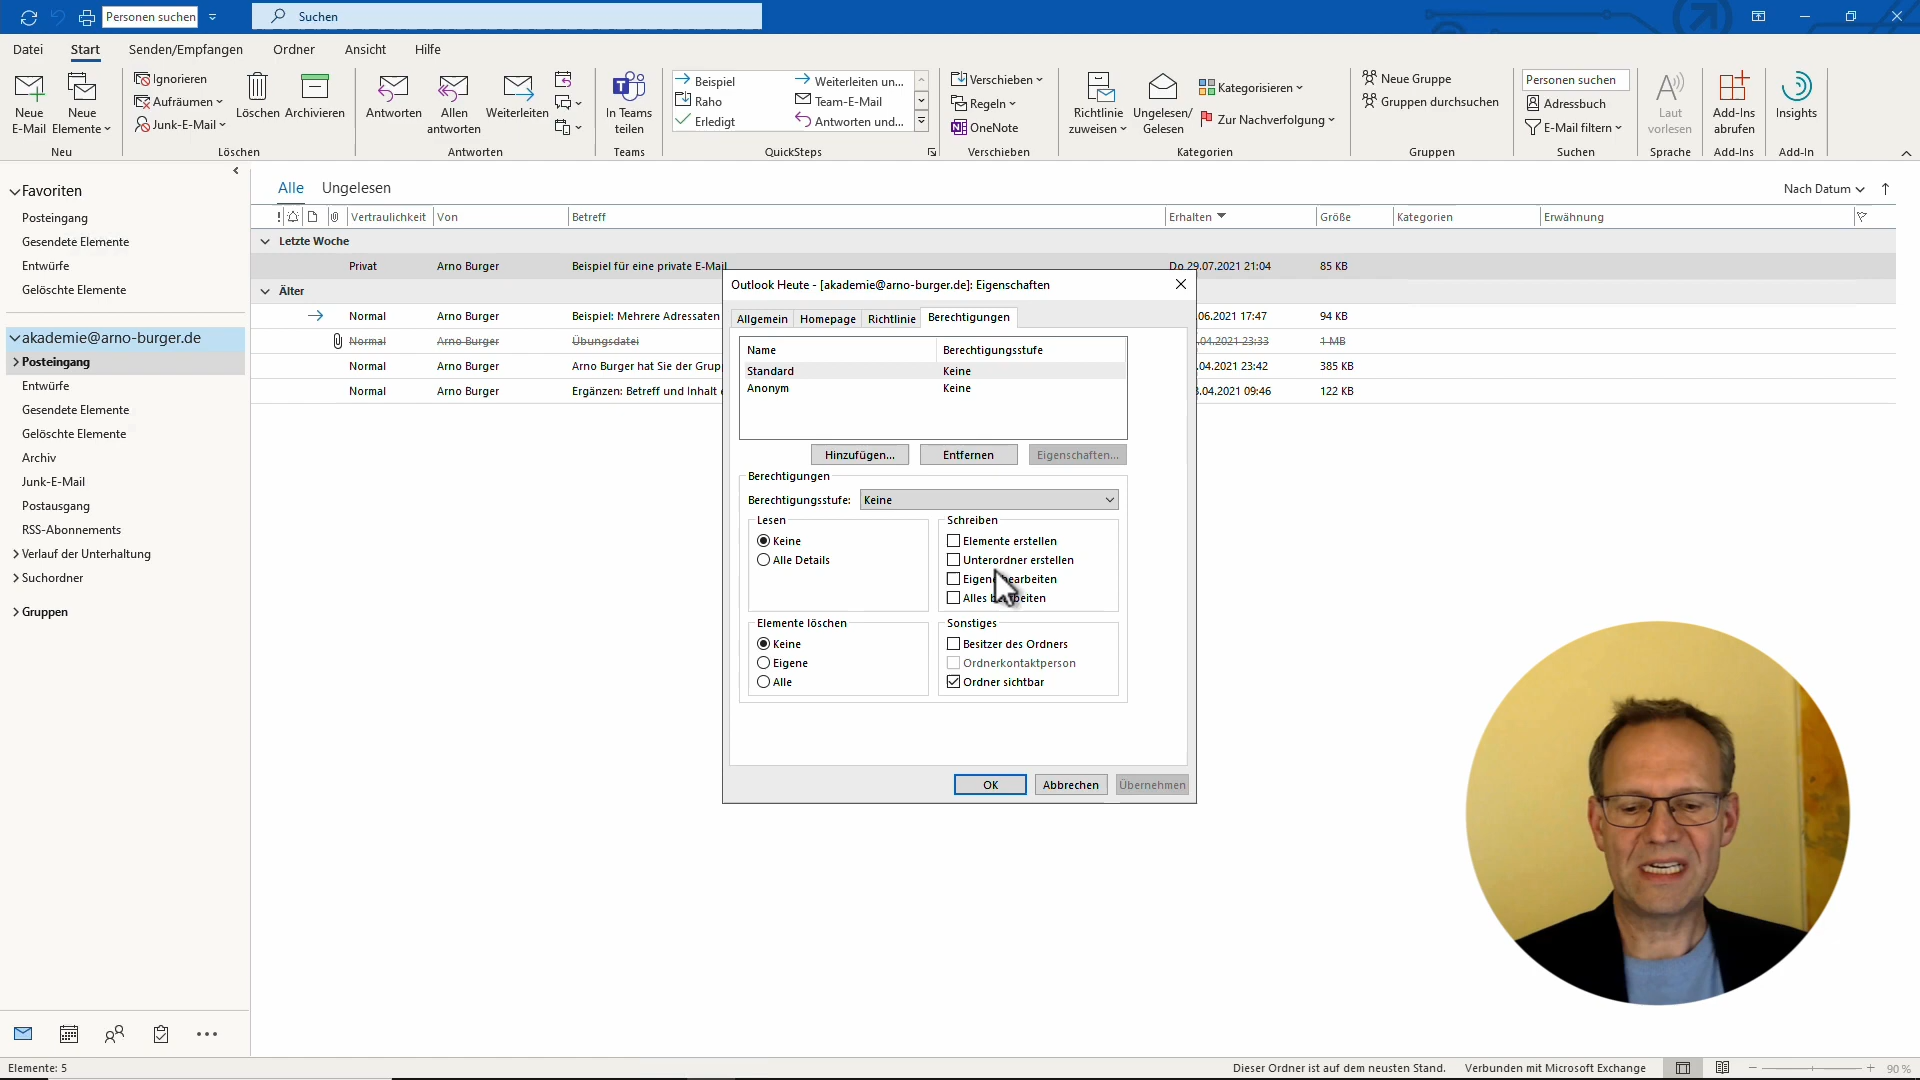 Personen suchen
Suchen
Datei Start Senden/Empfangen Ordner Ansicht Hilfe
Neue E-Mail
Neue Elemente
Neu
Ignorieren
Aufräumen
Junk-E-Mail
Löschen
Archivieren
Löschen
Antworten
Allen antworten
Weiterleiten
Antworten
In Teams teilen
Teams
Beispiel
Raho
Erledigt
Weiterleiten un...
Team-E-Mail
Antworten und...
QuickSteps
Verschieben
Regeln
OneNote
Verschieben
Richtlinie zuweisen
Ungelesen/ Gelesen
Kategorisieren
Zur Nachverfolgung
Kategorien
Neue Gruppe
Gruppen durchsuchen
Gruppen
Personen suchen
Adressbuch
E-Mail filtern
Suchen
Laut vorlesen
Sprache
Add-Ins abrufen
Add-Ins
Insights
Add-In
Favoriten
Posteingang
Gesendete Elemente
Entwürfe
Gelöschte Elemente
akademie@arno-burger.de
Posteingang
Entwürfe
Gesendete Elemente
Gelöschte Elemente
Archiv
Junk-E-Mail
Postausgang
RSS-Abonnements
Verlauf der Unterhaltung
Suchordner
Gruppen
Alle Ungelesen
Nach Datum
! Vertraulichkeit Von Betreff Erhalten Größe Kategorien Erwähnung
Letzte Woche
Privat Arno Burger Beispiel für eine private E-Mail Do 29.07.2021 21:04 85 KB
Älter
Normal Arno Burger Beispiel: Mehrere Adressaten .06.2021 17:47 94 KB
Normal Arno Burger Übungsdatei .04.2021 23:33 1 MB
Normal Arno Burger Arno Burger hat Sie der Grup .04.2021 23:42 385 KB
Normal Arno Burger Ergänzen: Betreff und Inhalt .04.2021 09:46 122 KB
Outlook Heute - [akademie@arno-burger.de]: Eigenschaften
Allgemein Homepage Richtlinie Berechtigungen
Name Berechtigungsstufe
Standard Keine
Anonym Keine
Hinzufügen... Entfernen Eigenschaften...
Berechtigungen
Berechtigungsstufe: Keine
Lesen
Keine
Alle Details
Schreiben
Elemente erstellen
Unterordner erstellen
Eigene bearbeiten
Alles bearbeiten
Elemente löschen
Keine
Eigene
Alle
Sonstiges
Besitzer des Ordners
Ordnerkontaktperson
Ordner sichtbar
OK Abbrechen Übernehmen
Elemente: 5
Dieser Ordner ist auf dem neusten Stand. Verbunden mit Microsoft Exchange 90 %